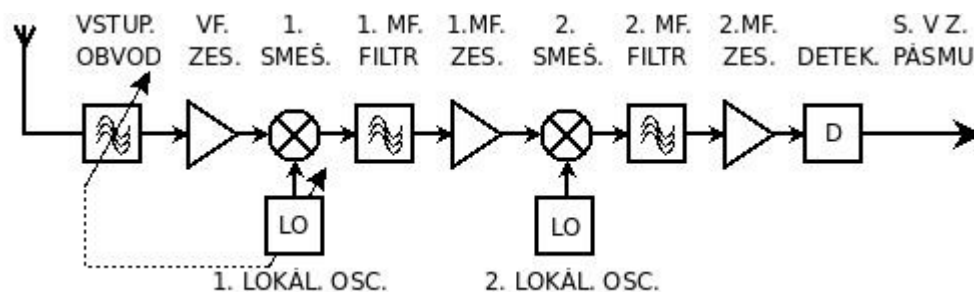 VSTUP. VF. 1. 1. MF. 1.MF. 2. 2. MF. 2.MF. S. V Z.
OBVOD ZES. SMEŠ. FILTR ZES. SMEŠ. FILTR ZES. DETEK. PÁSMU
D
LO LO
1. LOKÁL. OSC. 2. LOKÁL. OSC.